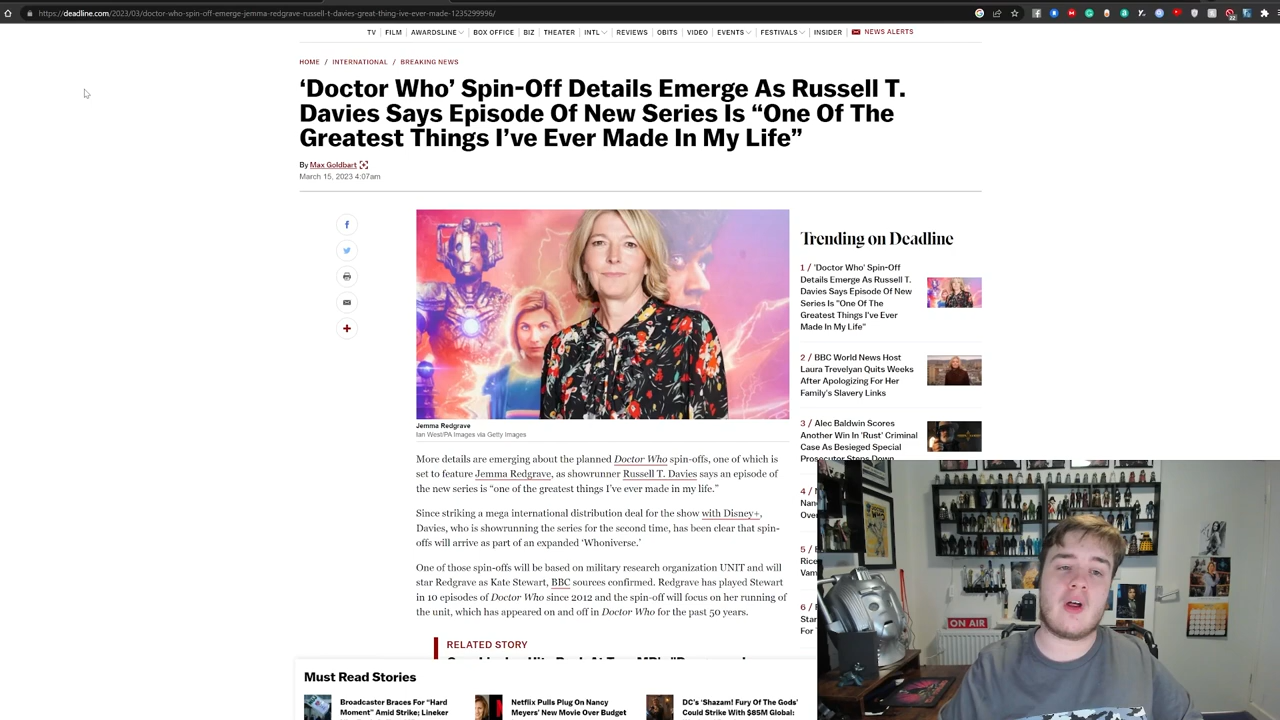 https://deadline.com/2023/03/doctor-who-spin-off-emerge-jemma-redgrave-russell-t-davies-great-thing-ive-ever-made-1235299996/
TV FILM AWARDSLINE BOX OFFICE BIZ THEATER INTL REVIEWS OBITS VIDEO EVENTS FESTIVALS INSIDER NEWS ALERTS
HOME / INTERNATIONAL / BREAKING NEWS
‘Doctor Who’ Spin-Off Details Emerge As Russell T.
Davies Says Episode Of New Series Is “One Of The
Greatest Things I’ve Ever Made In My Life”
By Max Goldbart
March 15, 2023 4:07am
Jemma Redgrave
Ian West/PA Images via Getty Images
More details are emerging about the planned Doctor Who spin-offs, one of which is
set to feature Jemma Redgrave, as showrunner Russell T. Davies says an episode of
the new series is “one of the greatest things I’ve ever made in my life.”
Since striking a mega international distribution deal for the show with Disney+,
Davies, who is showrunning the series for the second time, has been clear that spin-
offs will arrive as part of an expanded ‘Whoniverse.’
One of those spin-offs will be based on military research organization UNIT and will
star Redgrave as Kate Stewart, BBC sources confirmed. Redgrave has played Stewart
in 10 episodes of Doctor Who since 2012 and the spin-off will focus on her running of
the unit, which has appeared on and off in Doctor Who for the past 50 years.
RELATED STORY
Trending on Deadline
1 / 'Doctor Who' Spin-Off
Details Emerge As Russell T.
Davies Says Episode Of New
Series Is "One Of The
Greatest Things I've Ever
Made In My Life"
2 / BBC World News Host
Laura Trevelyan Quits Weeks
After Apologizing For Her
Family's Slavery Links
3 / Alec Baldwin Scores
Another Win In 'Rust' Criminal
Case As Besieged Special
Prosecutor Steps Down
4 /
Over
5 /
6 /
Star
For
ON AIR
Must Read Stories
Broadcaster Braces For “Hard
Moment” Amid Strike; Lineker
Netflix Pulls Plug On Nancy
Meyers’ New Movie Over Budget
DC’s ‘Shazam! Fury Of The Gods’
Could Strike With $85M Global: